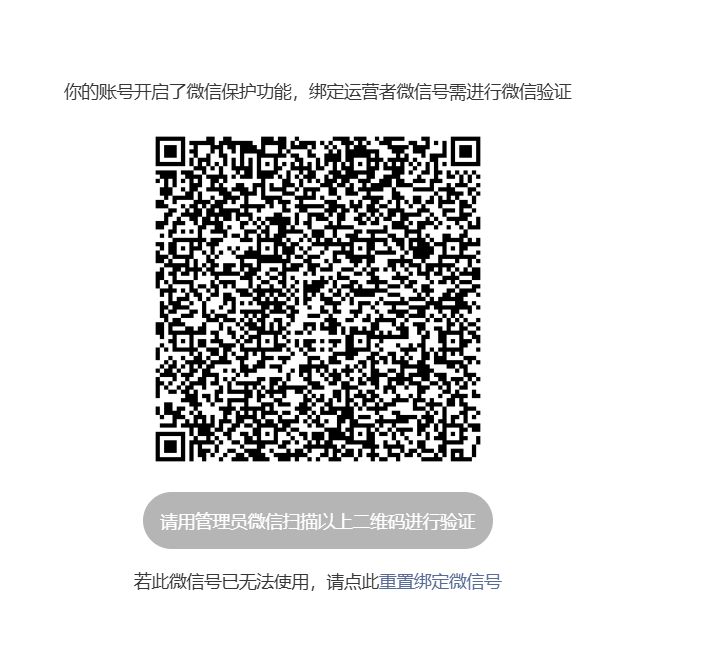 你的账号开启了微信保护功能，绑定运营者微信号需进行微信验证
请用管理员微信扫描以上二维码进行验证
若此微信号已无法使用，请点此重置绑定微信号